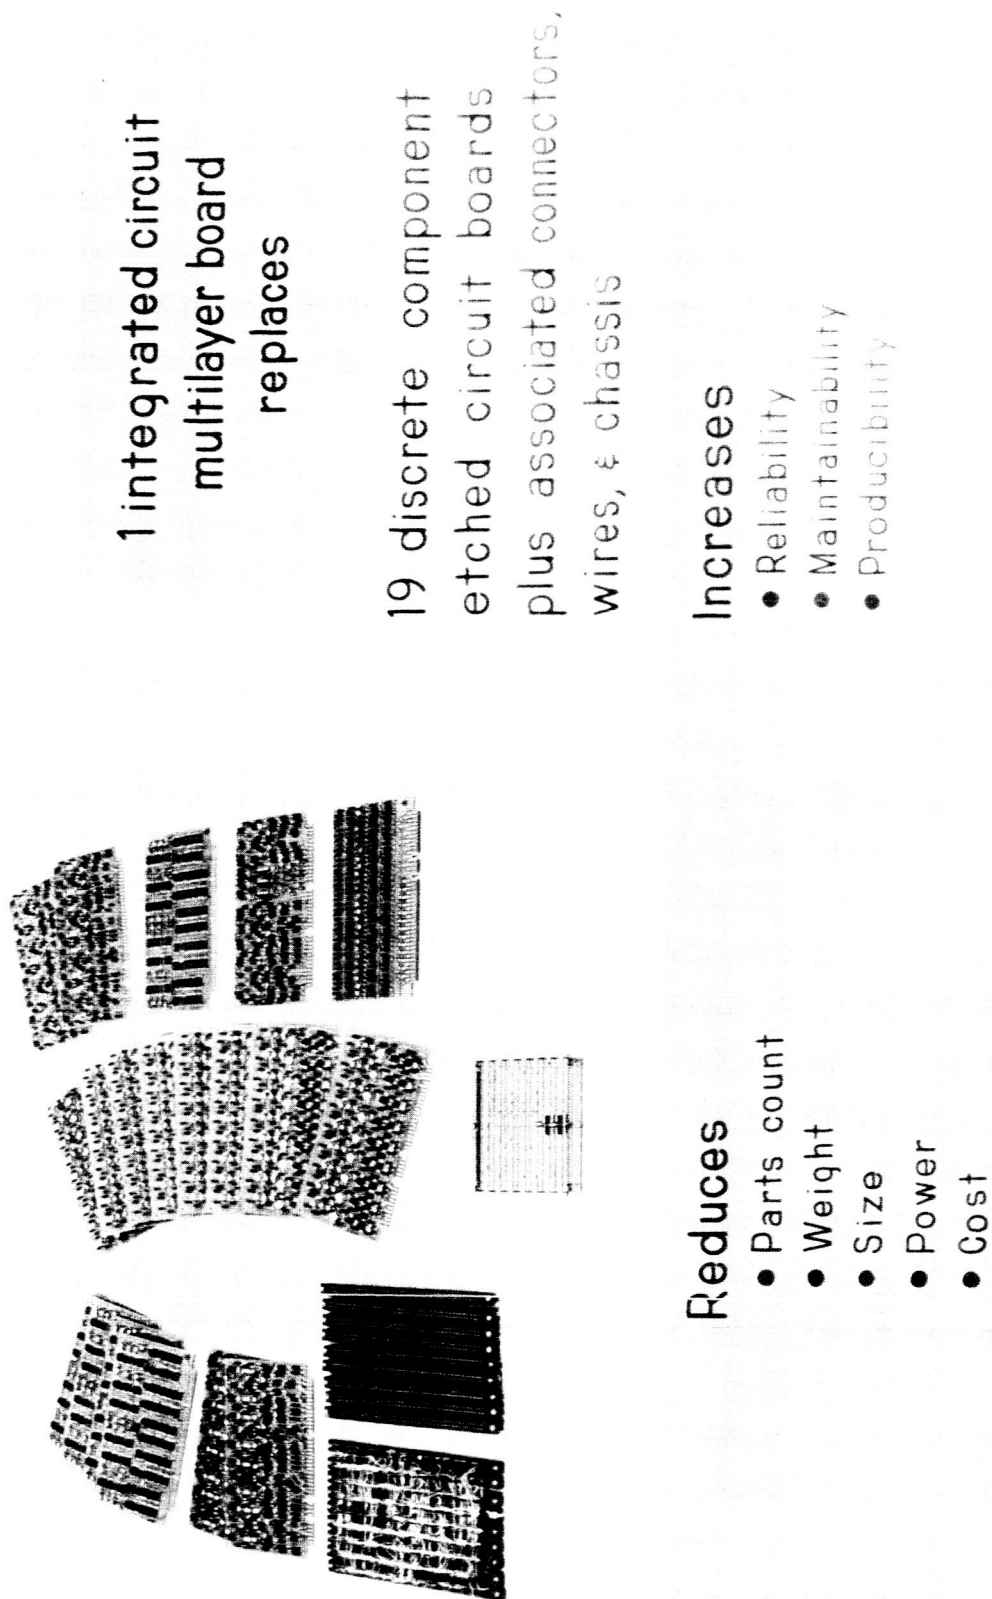 1 integrated circuit
multilayer board
replaces
19 discrete component
etched circuit boards
plus associated connectors,
wires, & chassis
Reduces
• Parts count
• Weight
• Size
• Power
• Cost
Increases
• Reliability
• Maintainability
• Producibility